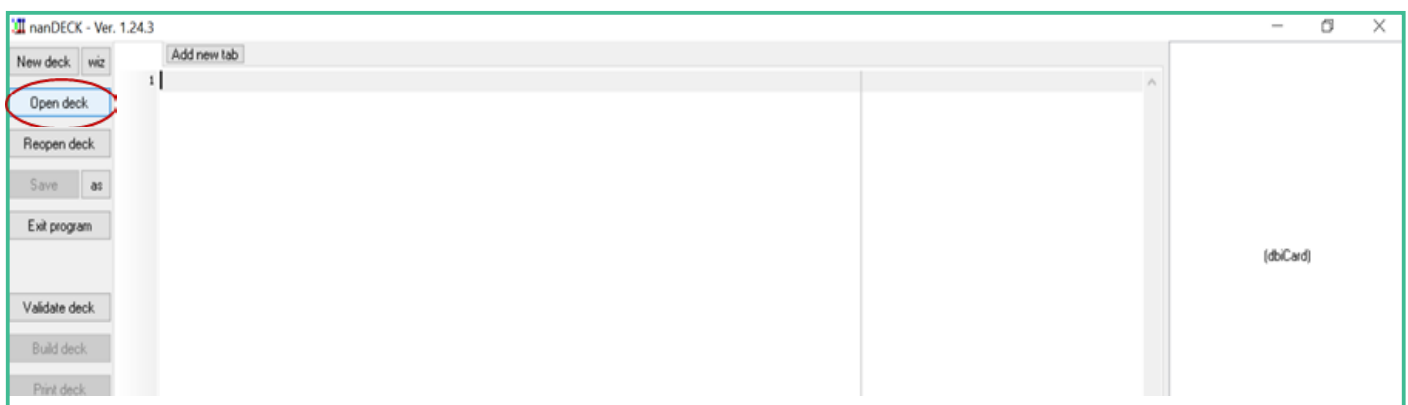 nanDECK - Ver. 1.24.3
New deck wiz
Add new tab
1
Open deck
Reopen deck
Save as
Exit program
(dbiCard)
Validate deck
Build deck
Print deck